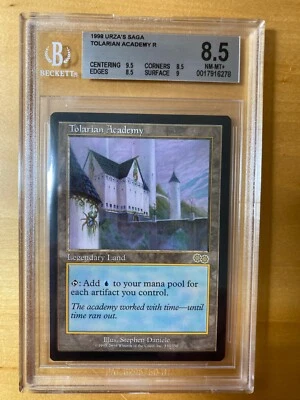 BECKETT
1998 URZA'S SAGA
TOLARIAN ACADEMY R
CENTERING 9.5 CORNERS 8.5
EDGES 8.5 SURFACE 9
8.5
NM-MT+
0017916279
Tolarian Academy
Legendary Land
: Add to your mana pool for
each artifact you control.
The academy worked with time—until
time ran out.
Illus. Stephen Daniele